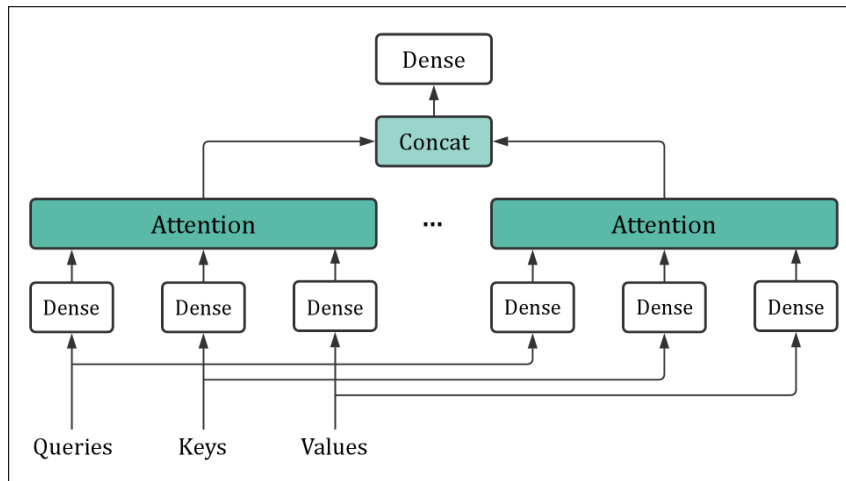 Dense
Concat
Attention ... Attention
Dense Dense Dense Dense Dense Dense
Queries Keys Values